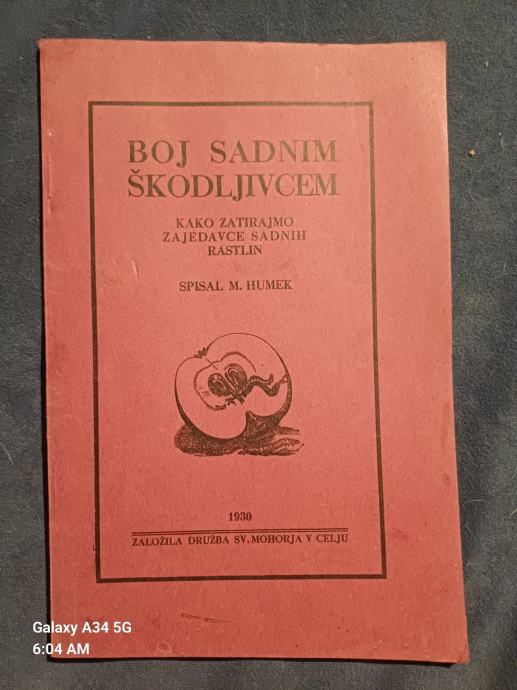 BOJ SADNIM
ŠKODLJIVCEM
KAKO ZATIRAJMO
ZAJEDAVCE SADNIH
RASTLIN
SPISAL M. HUMEK
1930
ZALOŽILA DRUŽBA SV. MOHORJA V CELJU
Galaxy A34 5G
6:04 AM